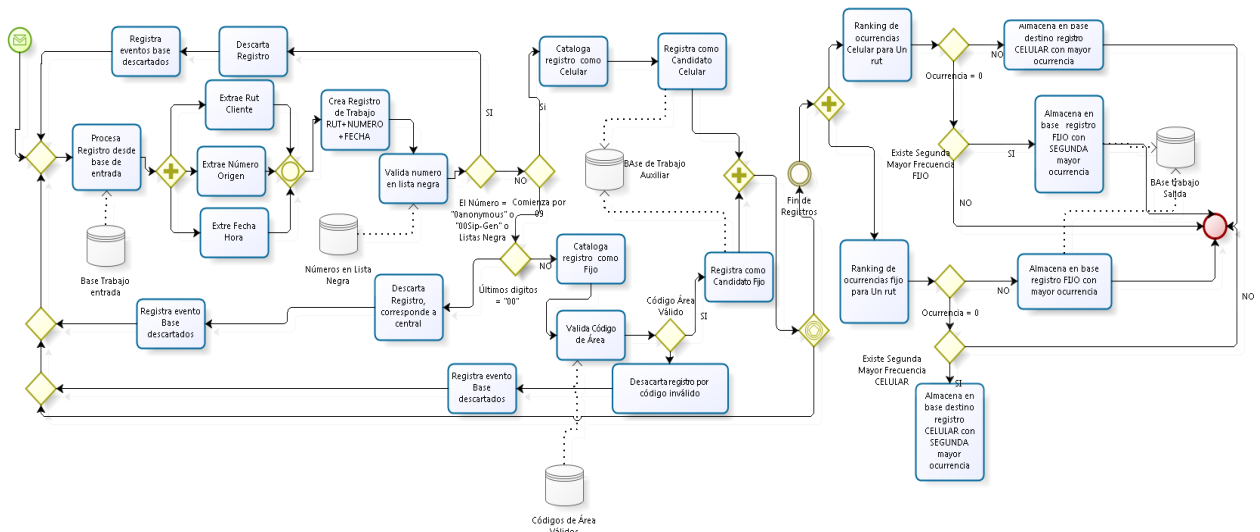 Registra
eventos base
descartados
Descarta
Registro
Extrae Rut
Cliente
Procesa
Registro desde
base de
entrada
Extrae Número
Origen
Extre Fecha
Hora
Base Trabajo
entrada
Crea Registro
de Trabajo
RUT+NUMERO
+FECHA
Valida numero
en lista negra
Números en Lista
Negra
SI
NO
El Número =
"0anonymous" o
"00Sip-Gen" o
Listas Negra
Si
Comienza por
09
Cataloga
registro como
Celular
Registra como
Candidato
Celular
BAse de Trabajo
Auxiliar
Últimos digitos
= "00"
NO
Cataloga
registro como
Fijo
Descarta
Registro,
corresponde a
central
Registra evento
Base
descartados
Valida Código
de Área
Código Área
Válido
SI
Registra como
Candidato Fijo
Desacarta registro por
código inválido
Registra evento
Base
descartados
Códigos de Área
Válidos
Fin de
Registros
Ranking de
ocurrencias
Celular para Un
rut
NO
Ocurrencia = 0
Almacena en base
destino registro
CELULAR con mayor
ocurrencia
Existe Segunda
Mayor Frecuencia
FIJO
SI
NO
Almacena en
base registro
FIJO con
SEGUNDA
mayor
ocurrencia
BAse Trabajo
Salida
Ranking de
ocurrencias fijo
para Un rut
NO
Ocurrencia = 0
Almacena en base
registro FIJO con
mayor ocurrencia
NO
Existe Segunda
Mayor Frecuencia
CELULAR
SI
Almacena en
base destino
registro
CELULAR con
SEGUNDA
mayor
ocurrencia